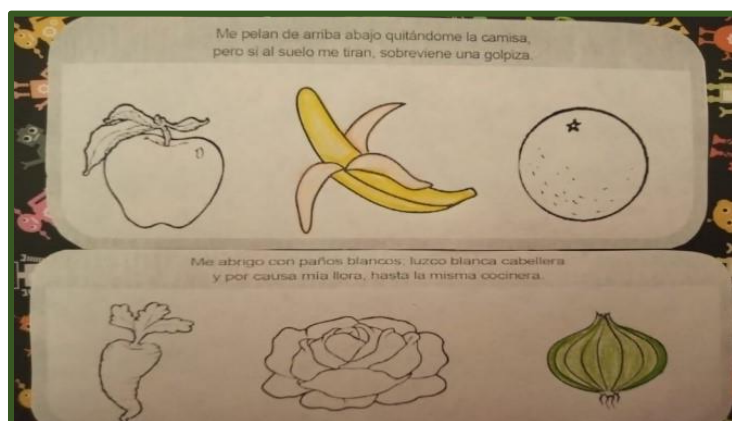 Me pelan de arriba abajo quitándome la camisa,
pero si al suelo me tiran, sobreviene una golpiza.
Me abrigo con paños blancos; luzco blanca cabellera
y por causa mía llora, hasta la misma cocinera.